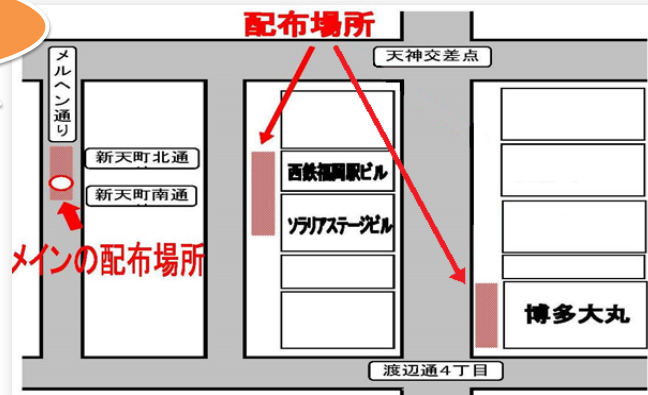 配布場所
天神交差点
メルヘン通り
新天町北通
西鉄福岡駅ビル
新天町南通
ソラリアステージビル
メインの配布場所
博多大丸
渡辺通4丁目